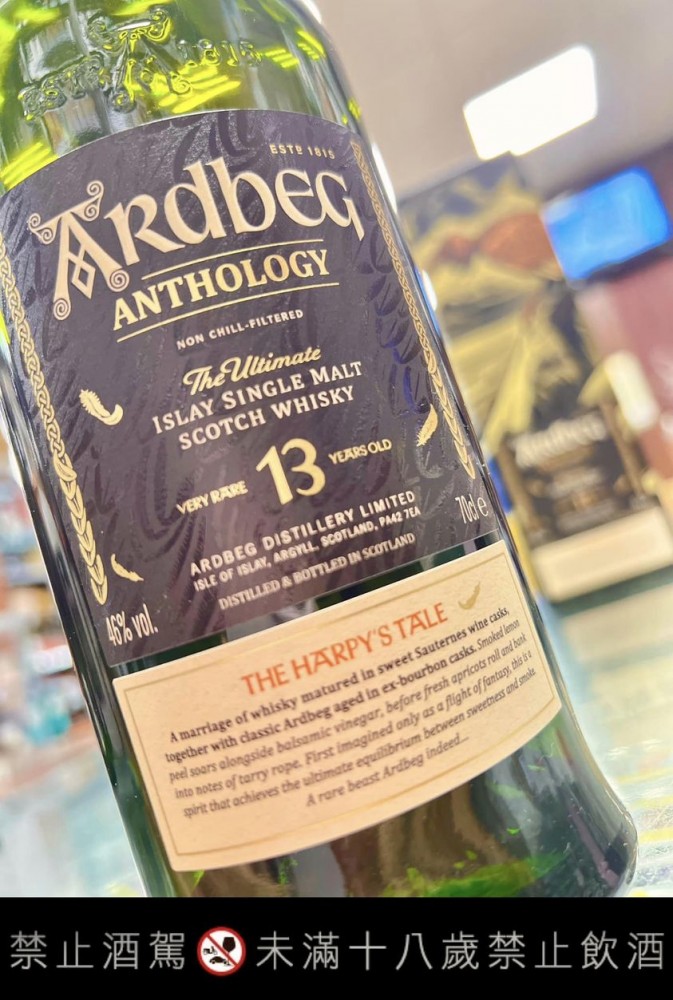 ESTD 1815
ARDBEG
ANTHOLOGY
NON CHILL-FILTERED
The Ultimate
ISLAY SINGLE MALT
SCOTCH WHISKY
VERY RARE 13 YEARS OLD
ARDBEG DISTILLERY LIMITED
ISLE OF ISLAY, ARGYLL, SCOTLAND, PA42 7EA
DISTILLED & BOTTLED IN SCOTLAND
46% vol. 70cl e
THE HARPY'S TALE
A marriage of whisky matured in sweet Sauternes wine casks,
together with classic Ardbeg aged in ex-bourbon casks. Smoked lemon
peel soars alongside balsamic vinegar, before fresh apricots roll and bank
into notes of tarry rope. First imagined only as a flight of fantasy, this is a
spirit that achieves the ultimate equilibrium between sweetness and smoke.
A rare beast Ardbeg indeed....
ARDBEG
禁止酒駕 未滿十八歲禁止飲酒